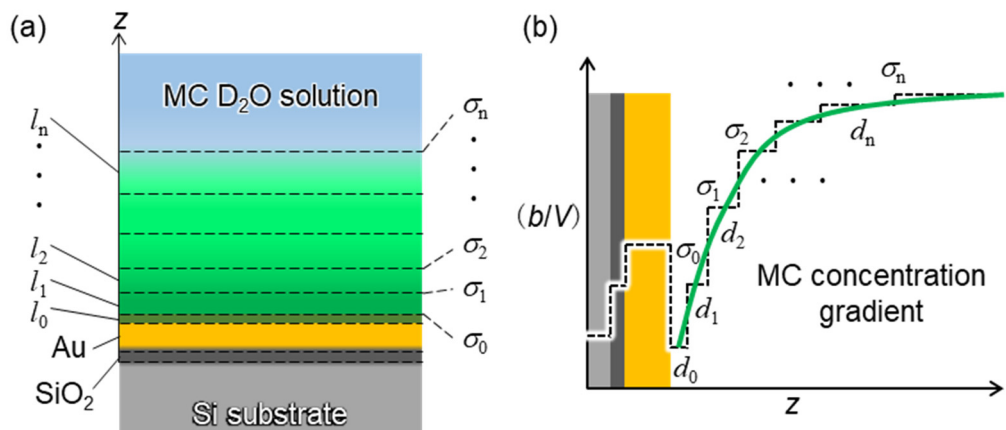 (a)
z
MC D₂O solution
lₙ
σₙ
·
·
·
·
·
·
l₂
l₁
l₀
σ₂
σ₁
σ₀
Au
SiO₂
Si substrate
(b)
· · ·
σₙ
dₙ
σ₂
· · ·
σ₁
(b/V)
d₂
σ₀
d₁
MC concentration
gradient
d₀
z